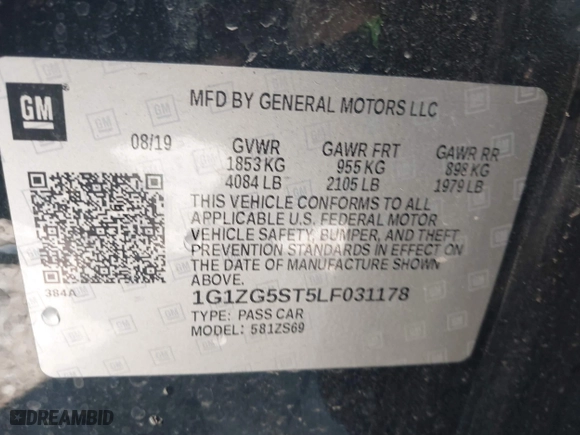 GM
MFD BY GENERAL MOTORS LLC
08/19 GVWR GAWR FRT GAWR RR
1853 KG 955 KG 898 KG
4084 LB 2105 LB 1979 LB
THIS VEHICLE CONFORMS TO ALL
APPLICABLE U.S. FEDERAL MOTOR
VEHICLE SAFETY, BUMPER, AND THEFT
PREVENTION STANDARDS IN EFFECT ON
THE DATE OF MANUFACTURE SHOWN
ABOVE.
384A
1G1ZG5ST5LF031178
TYPE: PASS CAR
MODEL: 581ZS69
DREAMBID